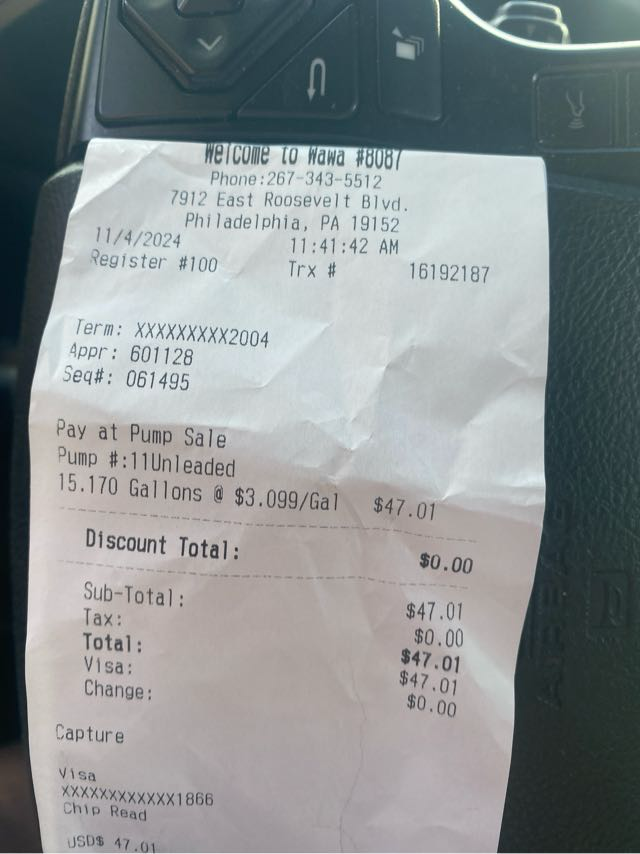 Welcome to Wawa #8087
Phone:267-343-5512
7912 East Roosevelt Blvd.
Philadelphia, PA 19152
11/4/2024 11:41:42 AM
Register #100 Trx # 16192187
Term: XXXXXXXXX2004
Appr: 601128
Seq#: 061495
Pay at Pump Sale
Pump #:11Unleaded
15.170 Gallons @ $3.099/Gal $47.01
Discount Total: $0.00
Sub-Total: $47.01
Tax: $0.00
Total: $47.01
Visa: $47.01
Change: $0.00
Capture
Visa
XXXXXXXXXXXX1866
Chip Read
USD$ 47.01
AIRBAG